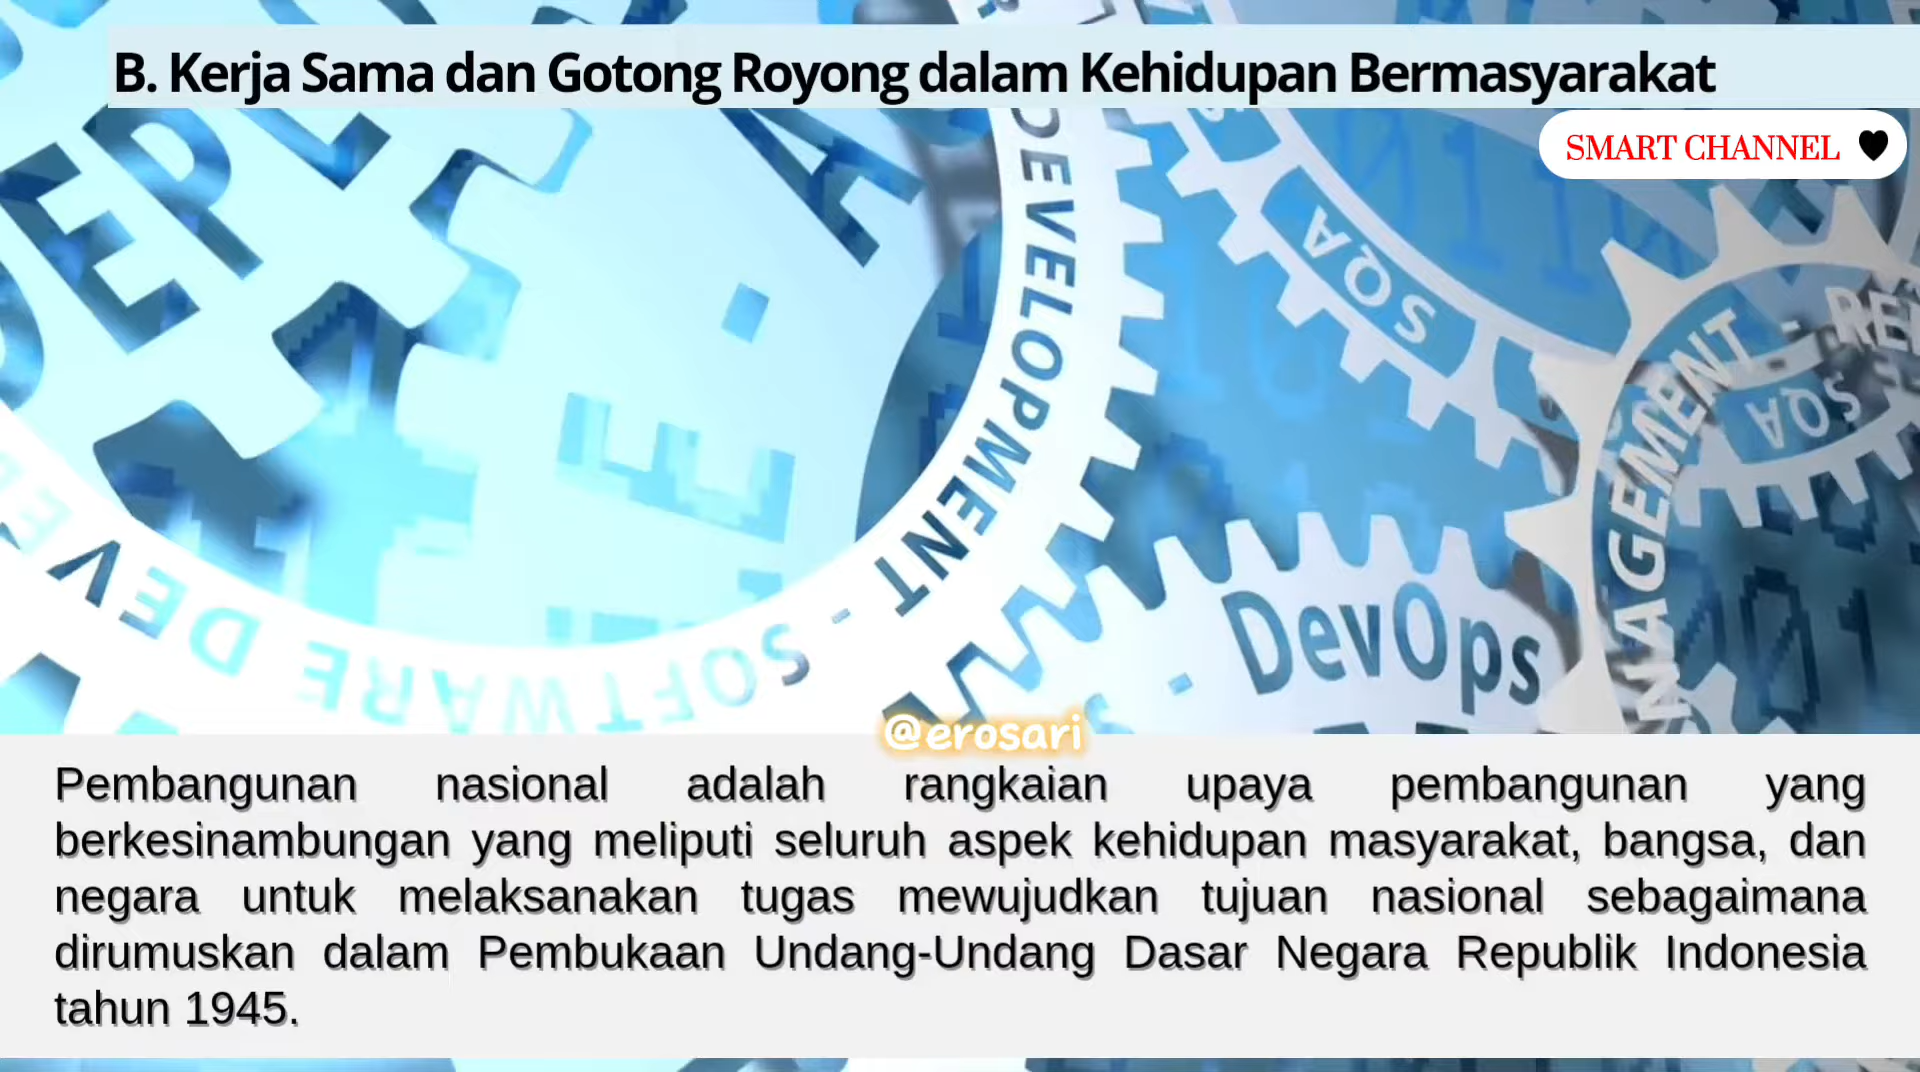 B. Kerja Sama dan Gotong Royong dalam Kehidupan Bermasyarakat
SMART CHANNEL
DEVELOPMENT
SQA
MANAGEMENT
SQA
DevOps
SOFTWARE DEVE
@erosari
Pembangunan nasional adalah rangkaian upaya pembangunan yang
berkesinambungan yang meliputi seluruh aspek kehidupan masyarakat, bangsa, dan
negara untuk melaksanakan tugas mewujudkan tujuan nasional sebagaimana
dirumuskan dalam Pembukaan Undang-Undang Dasar Negara Republik Indonesia
tahun 1945.